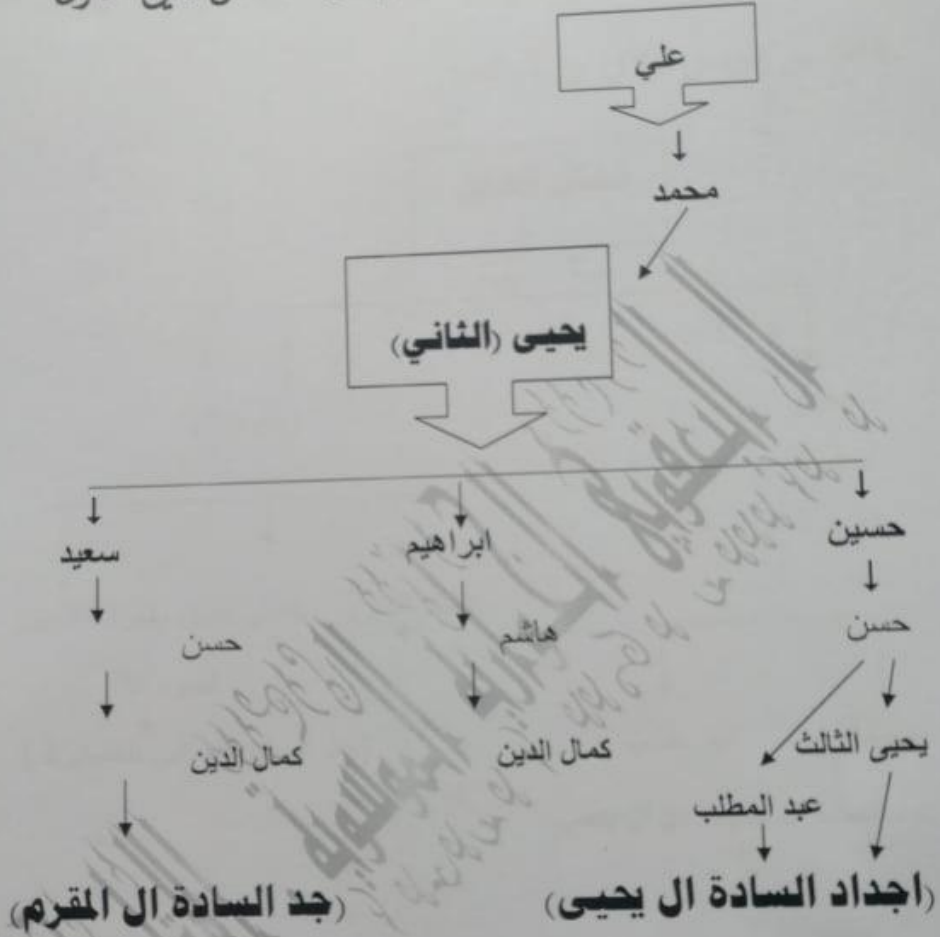 علي
محمد
يحيى (الثاني)
حسين
ابراهيم
سعيد
حسن
هاشم
حسن
يحيى الثالث
كمال الدين
كمال الدين
عبد المطلب
(اجداد السادة ال يحيى)
(جد السادة ال المقرم)